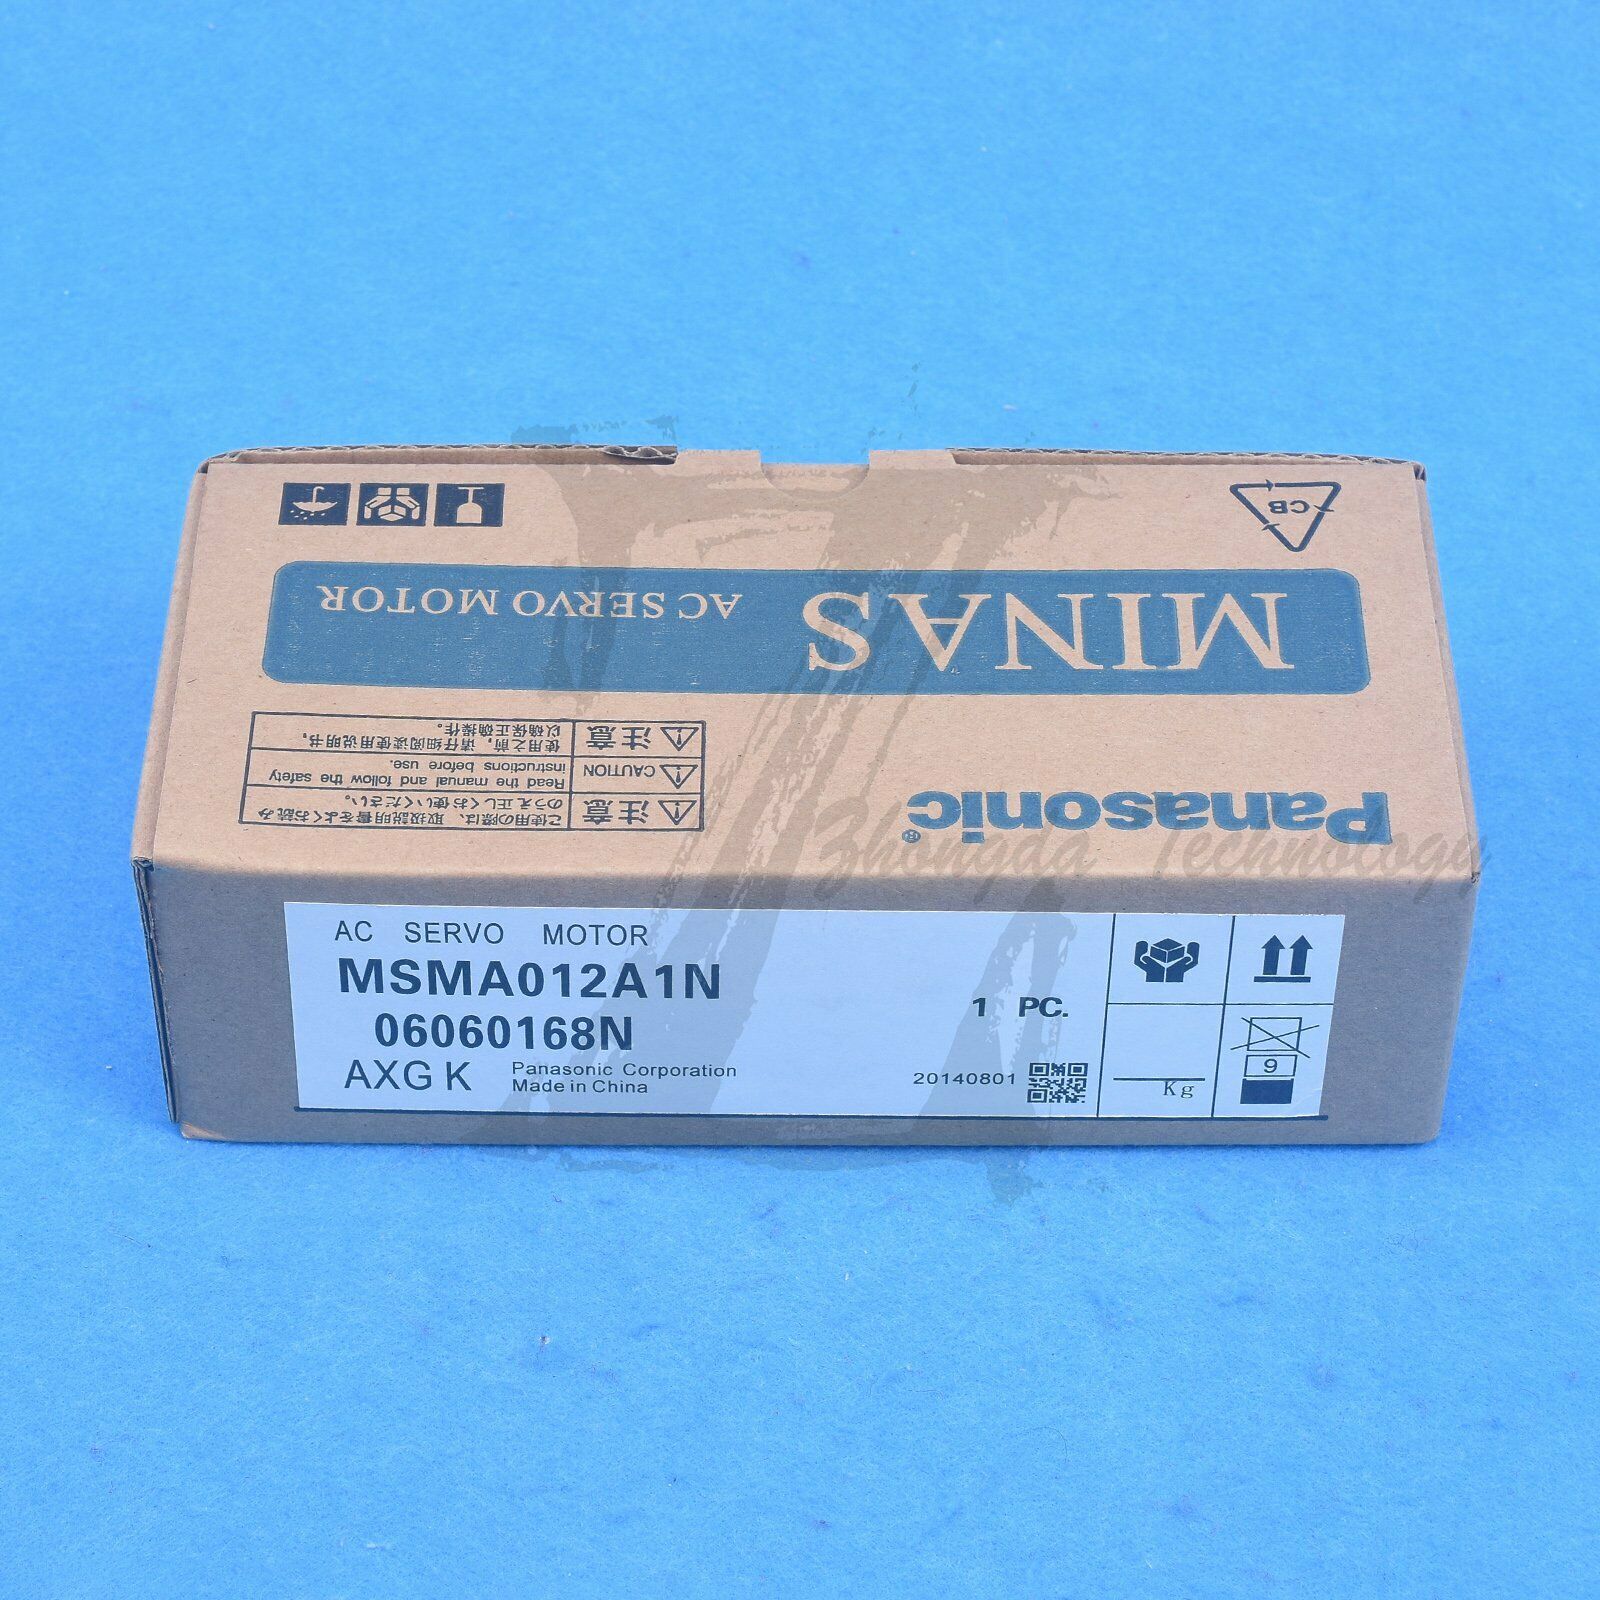 CB
MINAS AC SERVO MOTOR
Panasonic®
ご使用の際は、取扱説明書をよくお読み
のうえ正しくお使いください。
注意
Read the manual and follow the safety
instructions before use.
CAUTION
使用之前，请仔细阅读使用说明书，
以确保正确操作。
注意
Zhongda Technology
AC SERVO MOTOR
MSMA012A1N
06060168N
AXGK
Panasonic Corporation
Made in China
1 PC.
20140801
Kg
9